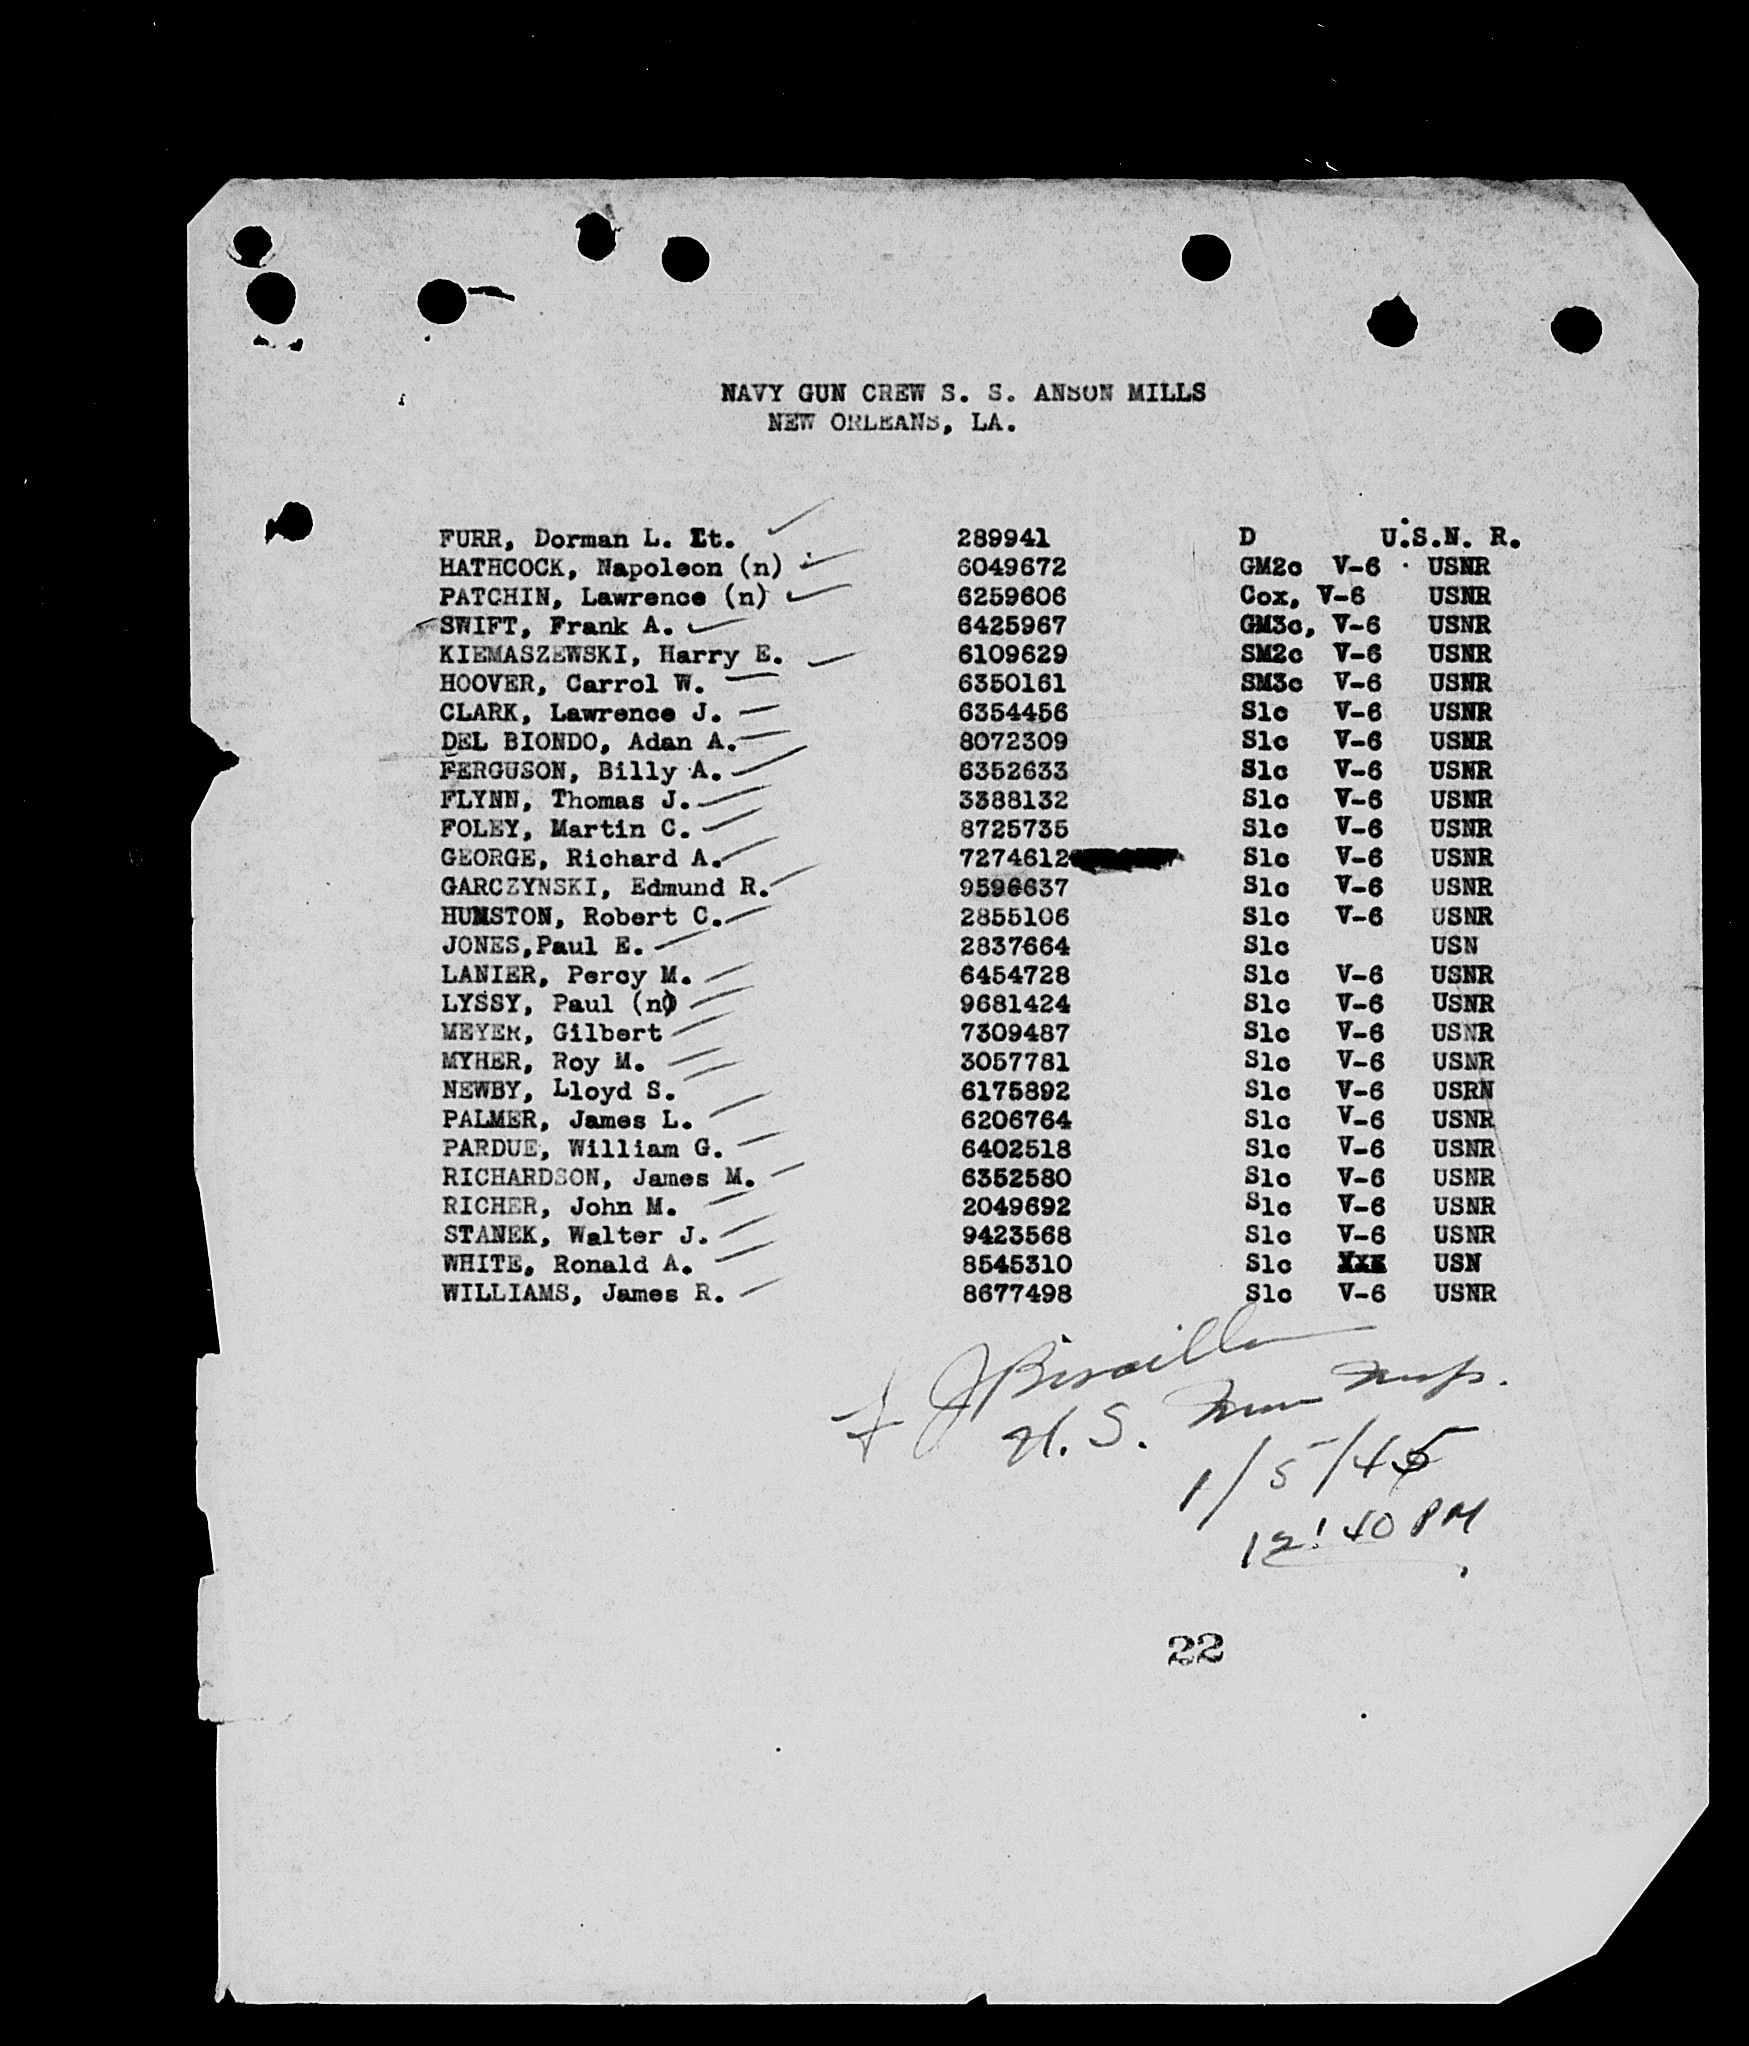 NAVY GUN CREW S. S. ANSON MILLS
NEW ORLEANS, LA.
FURR, Dorman L. Lt. 289941 D U.S.N. R.
HATHCOCK, Napoleon (n) 6049672 GM2c V-6 USNR
PATCHIN, Lawrence (n) 6259606 Cox, V-6 USNR
SWIFT, Frank A. 6425967 GM3c, V-6 USNR
KIEMASZEWSKI, Harry E. 6109629 SM2c V-6 USNR
HOOVER, Carrol W. 6350161 SM3c V-6 USNR
CLARK, Lawrence J. 6354456 S1c V-6 USNR
DEL BIONDO, Adan A. 8072309 S1c V-6 USNR
FERGUSON, Billy A. 6352633 S1c V-6 USNR
FLYNN, Thomas J. 3388132 S1c V-6 USNR
FOLEY, Martin C. 8725735 S1c V-6 USNR
GEORGE, Richard A. 7274612 S1c V-6 USNR
GARCZYNSKI, Edmund R. 9596637 S1c V-6 USNR
HUMSTON, Robert C. 2855106 S1c V-6 USNR
JONES,Paul E. 2837664 S1c USN
LANIER, Percy M. 6454728 S1c V-6 USNR
LYSSY, Paul (n) 9681424 S1c V-6 USNR
MEYER, Gilbert 7309487 S1c V-6 USNR
MYHER, Roy M. 3057781 S1c V-6 USNR
NEWBY, Lloyd S. 6175892 S1c V-6 USRN
PALMER, James L. 6206764 S1c V-6 USNR
PARDUE, William G. 6402518 S1c V-6 USNR
RICHARDSON, James M. 6352580 S1c V-6 USNR
RICHER, John M. 2049692 S1c V-6 USNR
STANEK, Walter J. 9423568 S1c V-6 USNR
WHITE, Ronald A. 8545310 S1c USN
WILLIAMS, James R. 8677498 S1c V-6 USNR
U. S.
1/5/45
12:40 PM
22